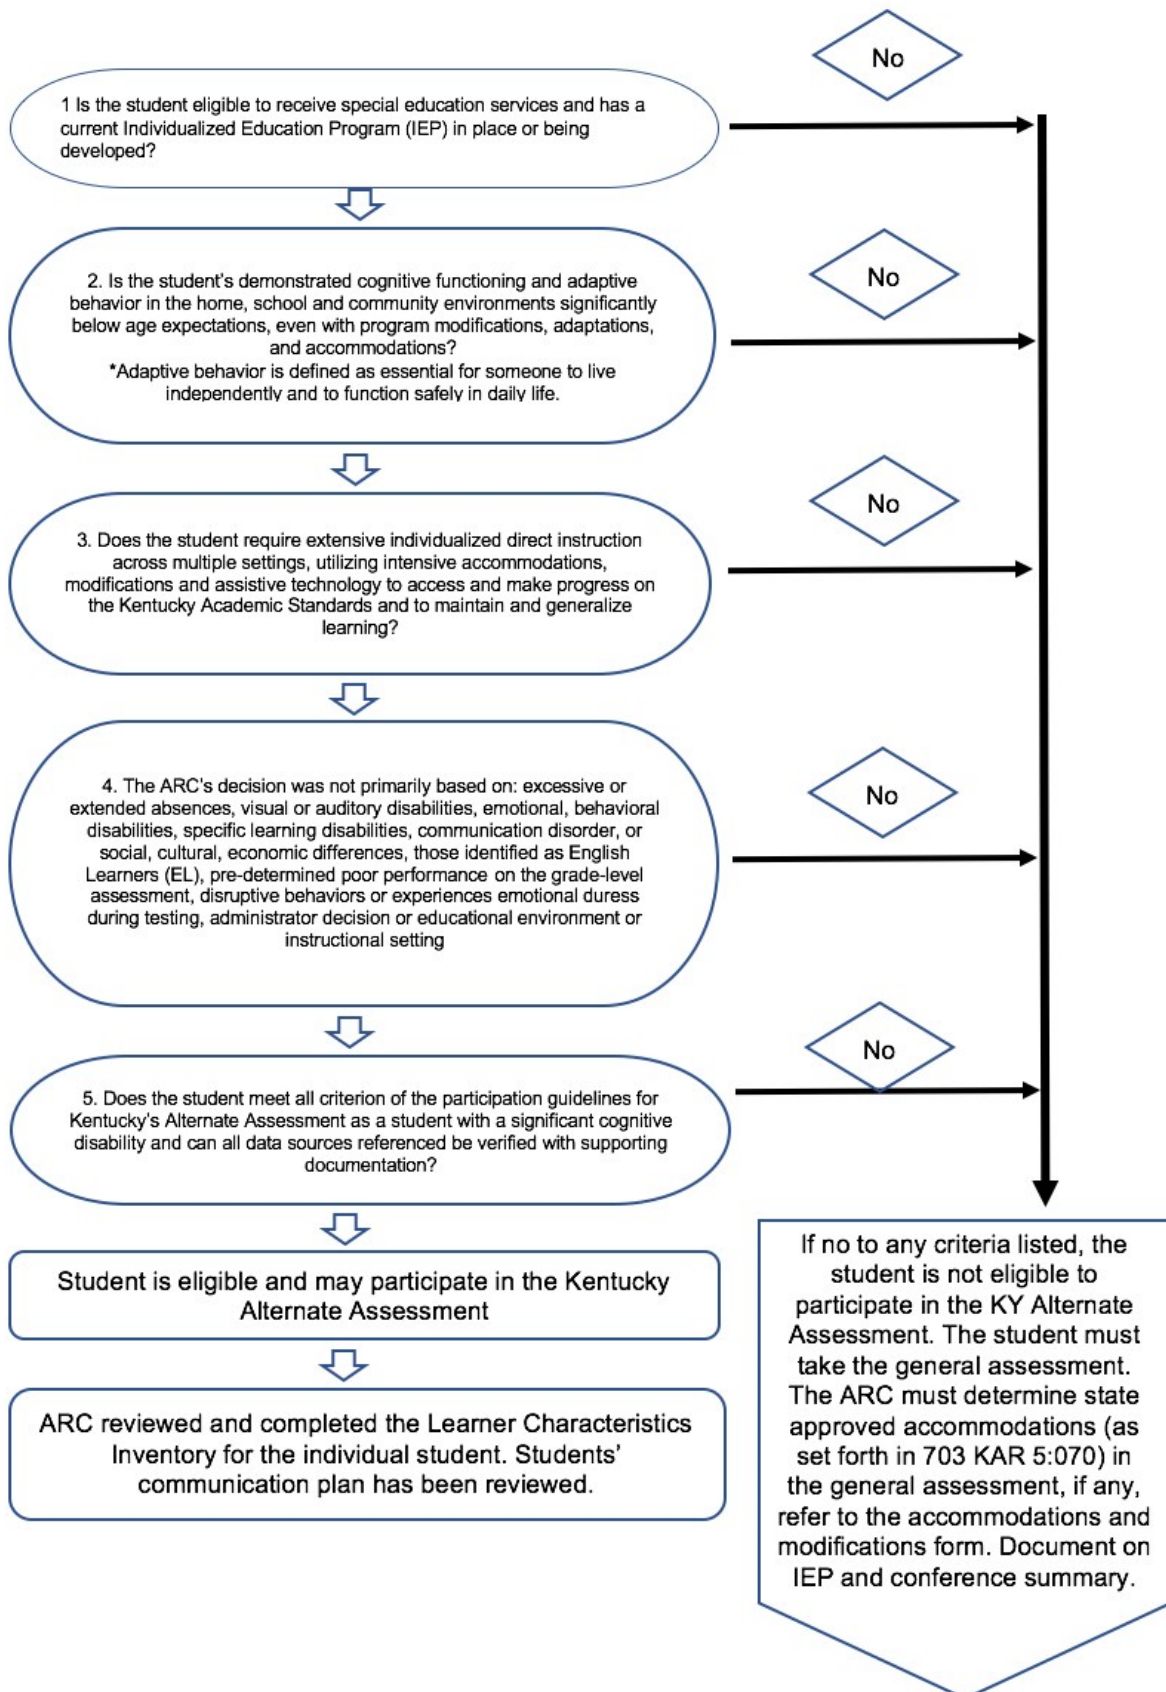 No
1 Is the student eligible to receive special education services and has a
current Individualized Education Program (IEP) in place or being
developed?
No
2. Is the student's demonstrated cognitive functioning and adaptive
behavior in the home, school and community environments significantly
below age expectations, even with program modifications, adaptations,
and accommodations?
*Adaptive behavior is defined as essential for someone to live
independently and to function safely in daily life.
No
3. Does the student require extensive individualized direct instruction
across multiple settings, utilizing intensive accommodations,
modifications and assistive technology to access and make progress on
the Kentucky Academic Standards and to maintain and generalize
learning?
No
4. The ARC's decision was not primarily based on: excessive or
extended absences, visual or auditory disabilities, emotional, behavioral
disabilities, specific learning disabilities, communication disorder, or
social, cultural, economic differences, those identified as English
Learners (EL), pre-determined poor performance on the grade-level
assessment, disruptive behaviors or experiences emotional duress
during testing, administrator decision or educational environment or
instructional setting
No
5. Does the student meet all criterion of the participation guidelines for
Kentucky's Alternate Assessment as a student with a significant cognitive
disability and can all data sources referenced be verified with supporting
documentation?
Student is eligible and may participate in the Kentucky
Alternate Assessment
ARC reviewed and completed the Learner Characteristics
Inventory for the individual student. Students'
communication plan has been reviewed.
If no to any criteria listed, the
student is not eligible to
participate in the KY Alternate
Assessment. The student must
take the general assessment.
The ARC must determine state
approved accommodations (as
set forth in 703 KAR 5:070) in
the general assessment, if any,
refer to the accommodations and
modifications form. Document on
IEP and conference summary.